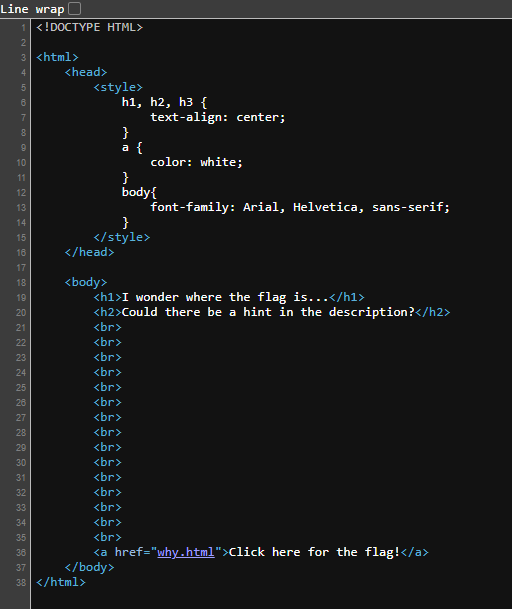 Line wrap
1 <!DOCTYPE HTML>
2
3 <html>
4     <head>
5         <style>
6             h1, h2, h3 {
7                 text-align: center;
8             }
9             a {
10                 color: white;
11             }
12             body{
13                 font-family: Arial, Helvetica, sans-serif;
14             }
15         </style>
16     </head>
17
18     <body>
19         <h1>I wonder where the flag is...</h1>
20         <h2>Could there be a hint in the description?</h2>
21         <br>
22         <br>
23         <br>
24         <br>
25         <br>
26         <br>
27         <br>
28         <br>
29         <br>
30         <br>
31         <br>
32         <br>
33         <br>
34         <br>
35         <br>
36         <a href="why.html">Click here for the flag!</a>
37     </body>
38 </html>